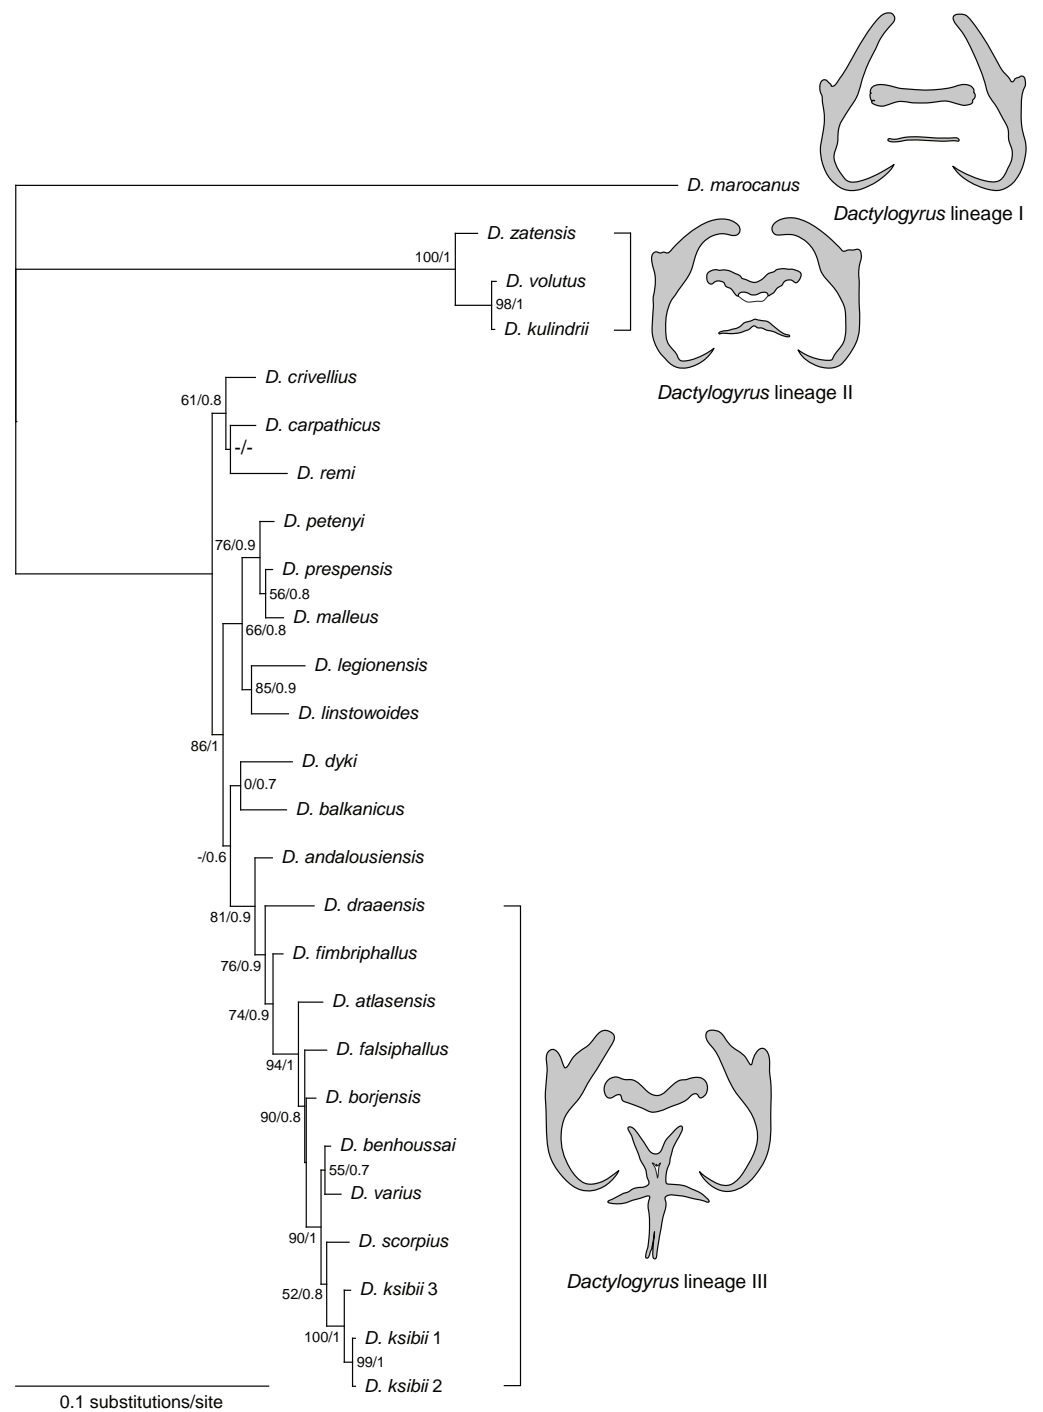 D. marocanus
Dactylogyrus lineage I
D. zatensis
100/1
D. volutus
98/1
D. kulindrii
Dactylogyrus lineage II
D. crivellius
61/0.8
D. carpathicus
-/-
D. remi
D. petenyi
76/0.9
D. prespensis
56/0.8
D. malleus
66/0.8
D. legionensis
85/0.9
D. linstowoides
86/1
D. dyki
0/0.7
D. balkanicus
-/0.6
D. andalousiensis
81/0.9
D. draaensis
D. fimbriphallus
76/0.9
D. atlasensis
74/0.9
D. falsiphallus
94/1
D. borjensis
90/0.8
D. benhoussai
55/0.7
D. varius
90/1
D. scorpius
Dactylogyrus lineage III
D. ksibii 3
52/0.8
100/1
D. ksibii 1
99/1
D. ksibii 2
0.1 substitutions/site